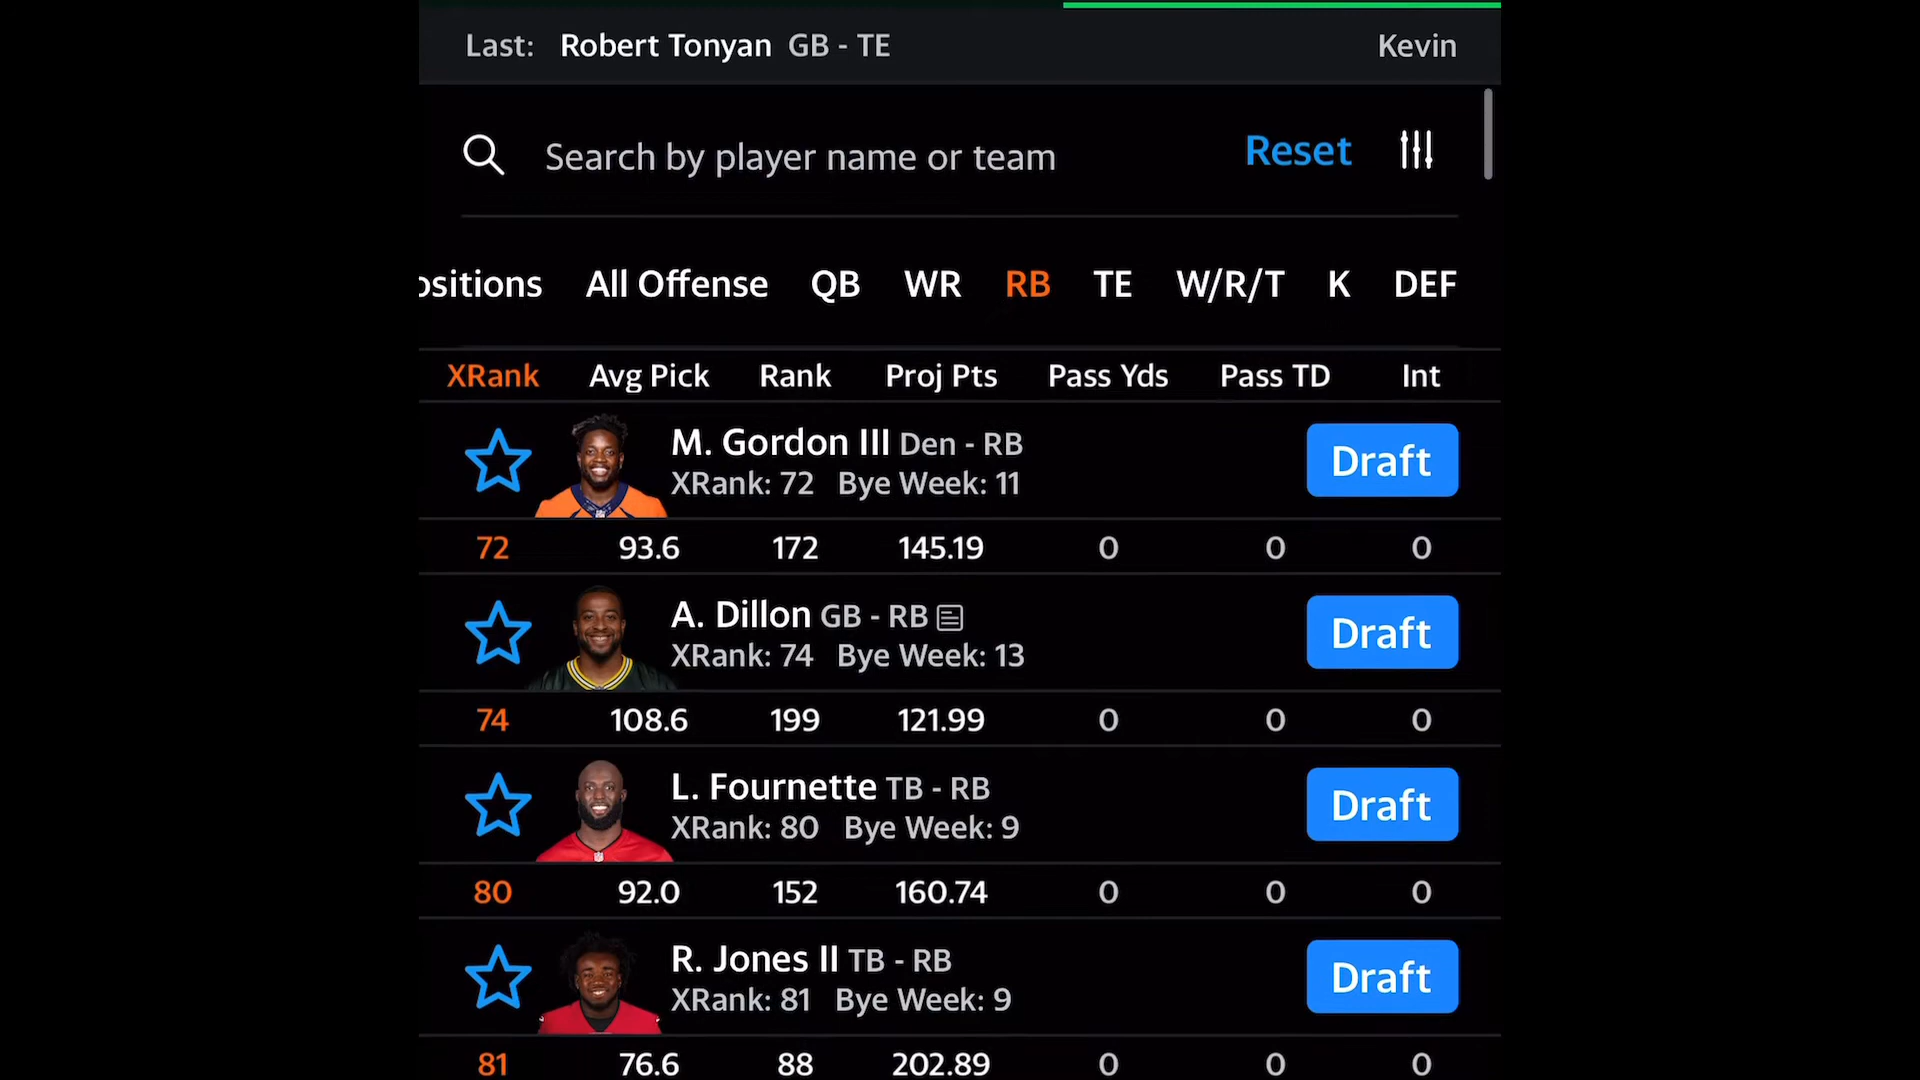 Last: Robert Tonyan GB - TE Kevin
Search by player name or team Reset
ositions All Offense QB WR RB TE W/R/T K DEF
XRank Avg Pick Rank Proj Pts Pass Yds Pass TD Int
M. Gordon III Den - RB Draft
XRank: 72 Bye Week: 11
72 93.6 172 145.19 0 0 0
A. Dillon GB - RB Draft
XRank: 74 Bye Week: 13
74 108.6 199 121.99 0 0 0
L. Fournette TB - RB Draft
XRank: 80 Bye Week: 9
80 92.0 152 160.74 0 0 0
R. Jones II TB - RB Draft
XRank: 81 Bye Week: 9
81 76.6 88 202.89 0 0 0